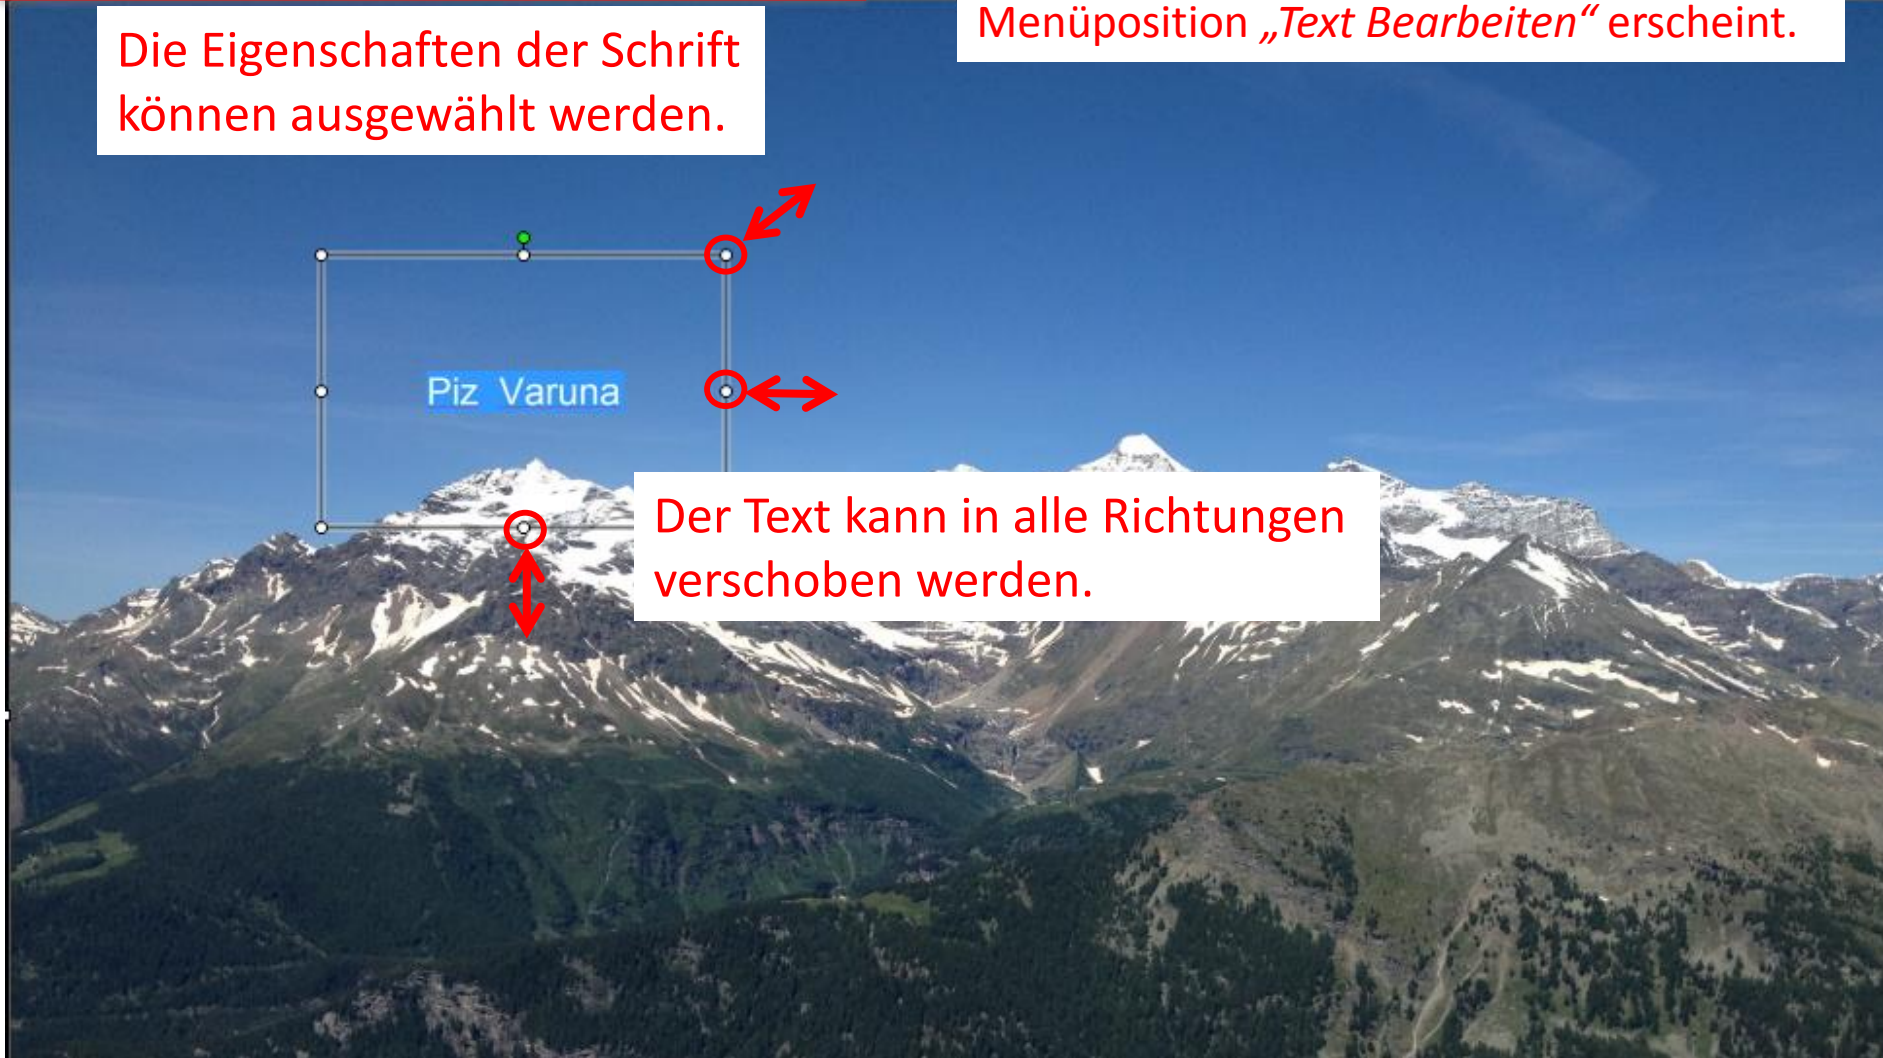 Menüposition „Text Bearbeiten“ erscheint.
Die Eigenschaften der Schrift
können ausgewählt werden.
Piz Varuna
Der Text kann in alle Richtungen
verschoben werden.